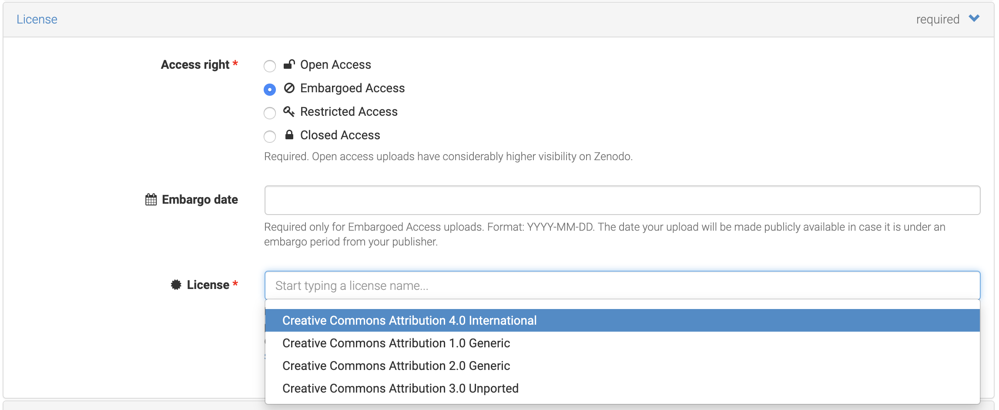 License
required
Access right *
Open Access
Embargoed Access
Restricted Access
Closed Access
Required. Open access uploads have considerably higher visibility on Zenodo.
Embargo date
Required only for Embargoed Access uploads. Format: YYYY-MM-DD. The date your upload will be made publicly available in case it is under an
embargo period from your publisher.
License *
Start typing a license name...
Creative Commons Attribution 4.0 International
Creative Commons Attribution 1.0 Generic
Creative Commons Attribution 2.0 Generic
Creative Commons Attribution 3.0 Unported